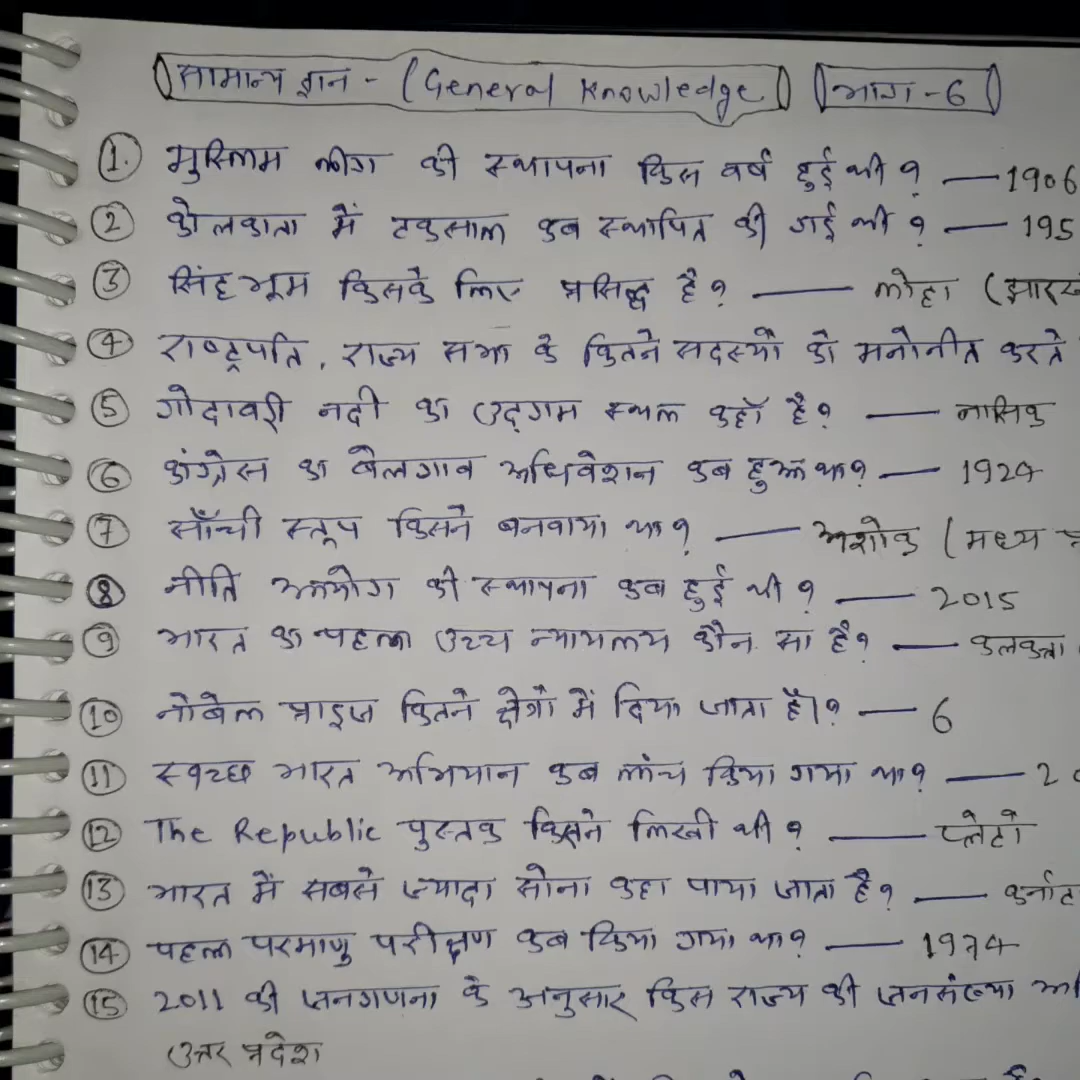 सामान्य ज्ञान - (General Knowledge) भाग - 6
1. मुस्लिम लीग की स्थापना किस वर्ष हुई थी ? — 1906
2 कोलकाता में टकसाल कब स्थापित की गई थी ? — 195
3 सिंहभूम किसके लिए प्रसिद्ध है ? — लोहा (झारख
4 राष्ट्रपति, राज्य सभा के कितने सदस्यों को मनोनीत करते
5 गोदावरी नदी का उद्गम स्थल कहाँ है ? — नासिक
6 कांग्रेस का बेलगाव अधिवेशन कब हुआ था ? — 1924
7 साँची स्तूप किसने बनवाया था ? — अशोक (मध्य प्र
8 नीति आयोग की स्थापना कब हुई थी ? — 2015
9 भारत का पहला उच्च न्यायलय कौन सा है ? — कलकत्ता
10 नोबेल प्राइज कितने क्षेत्रों में दिया जाता है। ? — 6
11 स्वच्छ भारत अभियान कब लांच किया गया था ? — 20
12 The Republic पुस्तक किसने लिखी थी ? — प्लेटो
13 भारत में सबसे ज्यादा सोना कहा पाया जाता है ? — कर्नाट
14 पहला परमाणु परीक्षण कब किया गया था ? — 1974
15 2011 की जनगणना के अनुसार किस राज्य की जनसंख्या अ
उत्तर प्रदेश